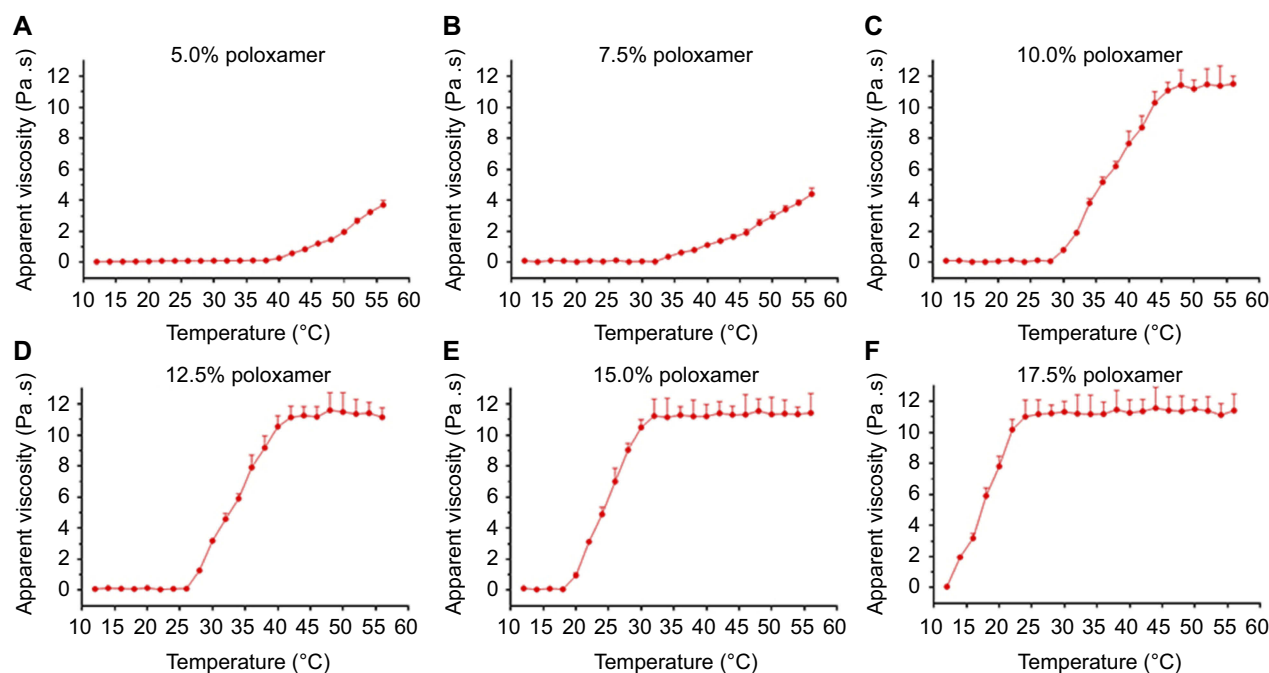 A
5.0% poloxamer
Apparent viscosity (Pa .s)
12
10
8
6
4
2
0
10 15 20 25 30 35 40 45 50 55 60
Temperature (°C)
B
7.5% poloxamer
Apparent viscosity (Pa .s)
12
10
8
6
4
2
0
10 15 20 25 30 35 40 45 50 55 60
Temperature (°C)
C
10.0% poloxamer
Apparent viscosity (Pa .s)
12
10
8
6
4
2
0
10 15 20 25 30 35 40 45 50 55 60
Temperature (°C)
D
12.5% poloxamer
Apparent viscosity (Pa .s)
12
10
8
6
4
2
0
10 15 20 25 30 35 40 45 50 55 60
Temperature (°C)
E
15.0% poloxamer
Apparent viscosity (Pa .s)
12
10
8
6
4
2
0
10 15 20 25 30 35 40 45 50 55 60
Temperature (°C)
F
17.5% poloxamer
Apparent viscosity (Pa .s)
12
10
8
6
4
2
0
10 15 20 25 30 35 40 45 50 55 60
Temperature (°C)